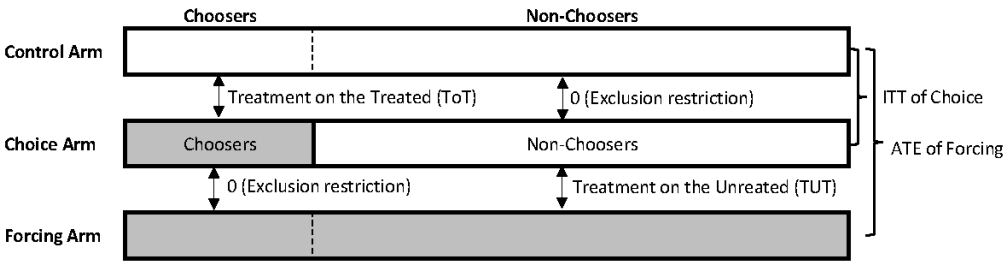 Choosers Non-Choosers
Control Arm
Treatment on the Treated (ToT) 0 (Exclusion restriction) ITT of Choice
Choice Arm Choosers Non-Choosers ATE of Forcing
0 (Exclusion restriction) Treatment on the Unreated (TUT)
Forcing Arm